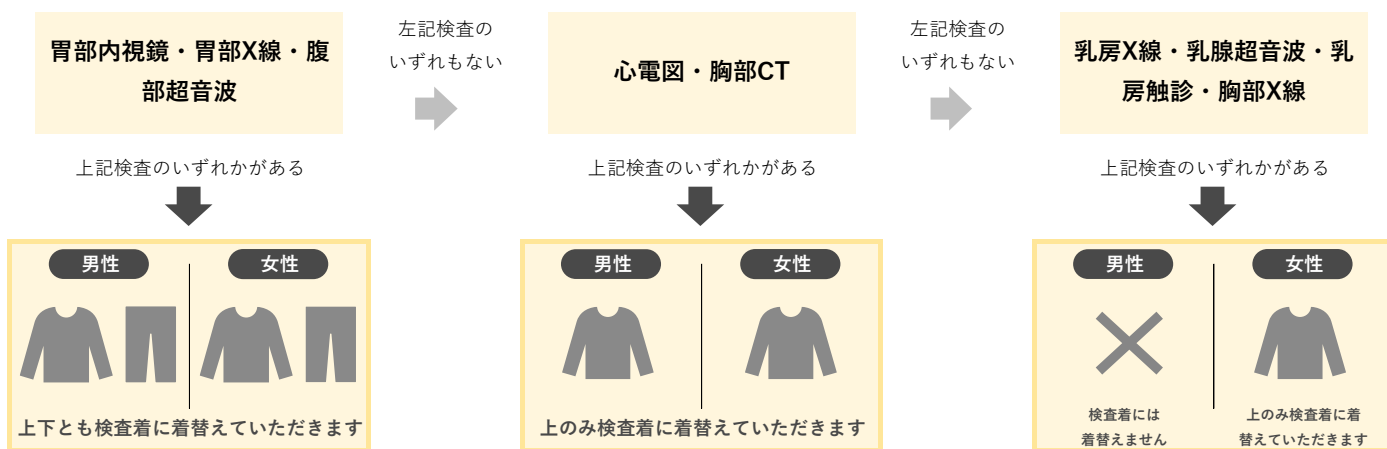 胃部内視鏡・胃部X線・腹
部超音波
左記検査の
いずれもない
心電図・胸部CT
左記検査の
いずれもない
乳房X線・乳腺超音波・乳
房触診・胸部X線
上記検査のいずれかがある
上記検査のいずれかがある
上記検査のいずれかがある
男性
女性
上下とも検査着に着替えていただきます
男性
女性
上のみ検査着に着替えていただきます
男性
女性
検査着には
着替えません
上のみ検査着に着
替えていただきます